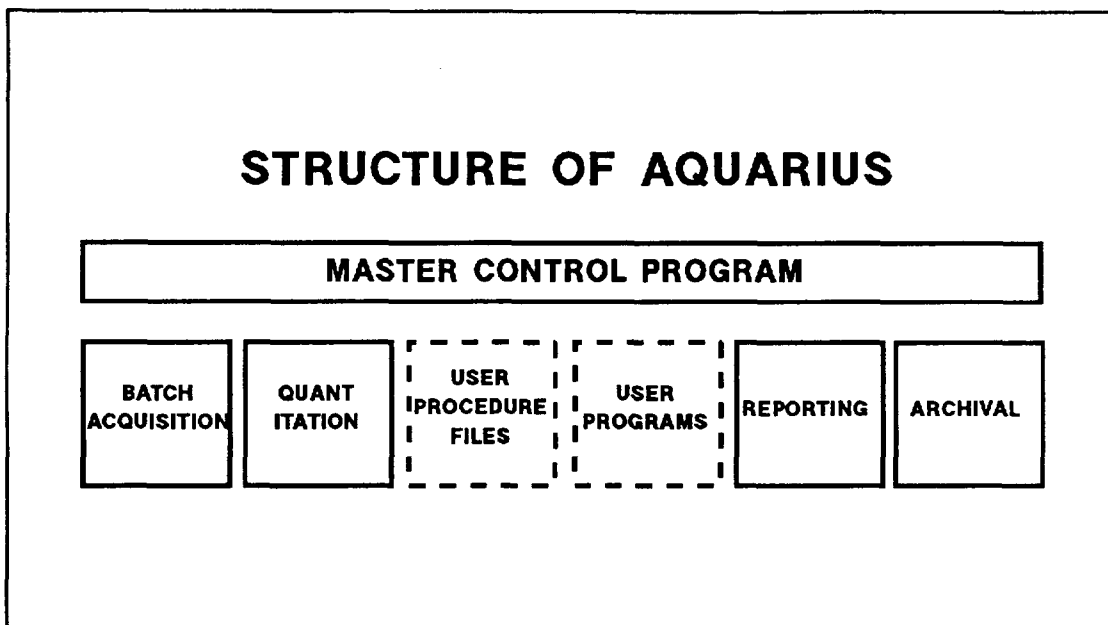 STRUCTURE OF AQUARIUS
MASTER CONTROL PROGRAM
BATCH
ACQUISITION
QUANT
ITATION
USER
PROCEDURE
FILES
USER
PROGRAMS
REPORTING
ARCHIVAL